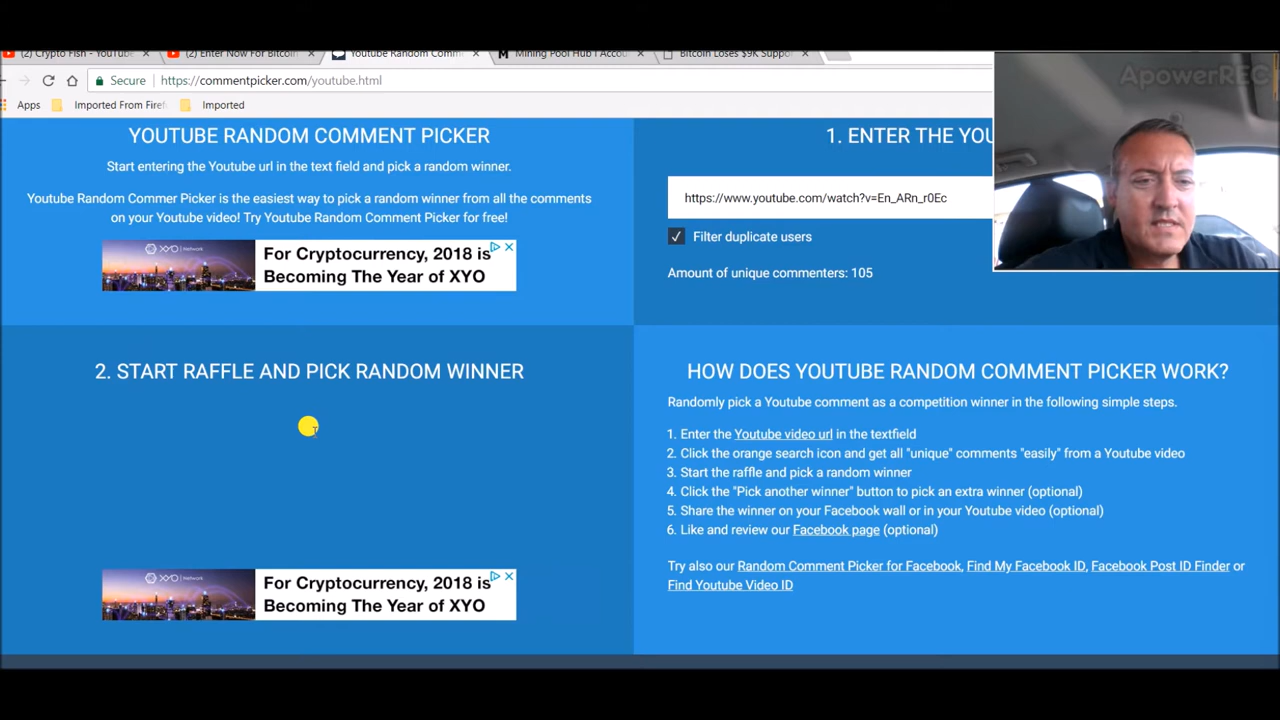 (2) Crypto Fish - YouTube
(2) Enter Now For Bitcoin
Youtube Random Comme
Mining Pool Hub | Accou
Bitcoin Loses $9K Suppo
Secure
https://commentpicker.com/youtube.html
Apps
Imported From Firef
Imported
ApowerREC
YOUTUBE RANDOM COMMENT PICKER
Start entering the Youtube url in the text field and pick a random winner.
Youtube Random Commer Picker is the easiest way to pick a random winner from all the comments
on your Youtube video! Try Youtube Random Comment Picker for free!
XYO | Network
For Cryptocurrency, 2018 is
Becoming The Year of XYO
1. ENTER THE YOU
https://www.youtube.com/watch?v=En_ARn_r0Ec
Filter duplicate users
Amount of unique commenters: 105
2. START RAFFLE AND PICK RANDOM WINNER
XYO | Network
For Cryptocurrency, 2018 is
Becoming The Year of XYO
HOW DOES YOUTUBE RANDOM COMMENT PICKER WORK?
Randomly pick a Youtube comment as a competition winner in the following simple steps.
1. Enter the Youtube video url in the textfield
2. Click the orange search icon and get all "unique" comments "easily" from a Youtube video
3. Start the raffle and pick a random winner
4. Click the "Pick another winner" button to pick an extra winner (optional)
5. Share the winner on your Facebook wall or in your Youtube video (optional)
6. Like and review our Facebook page (optional)
Try also our Random Comment Picker for Facebook, Find My Facebook ID, Facebook Post ID Finder or
Find Youtube Video ID